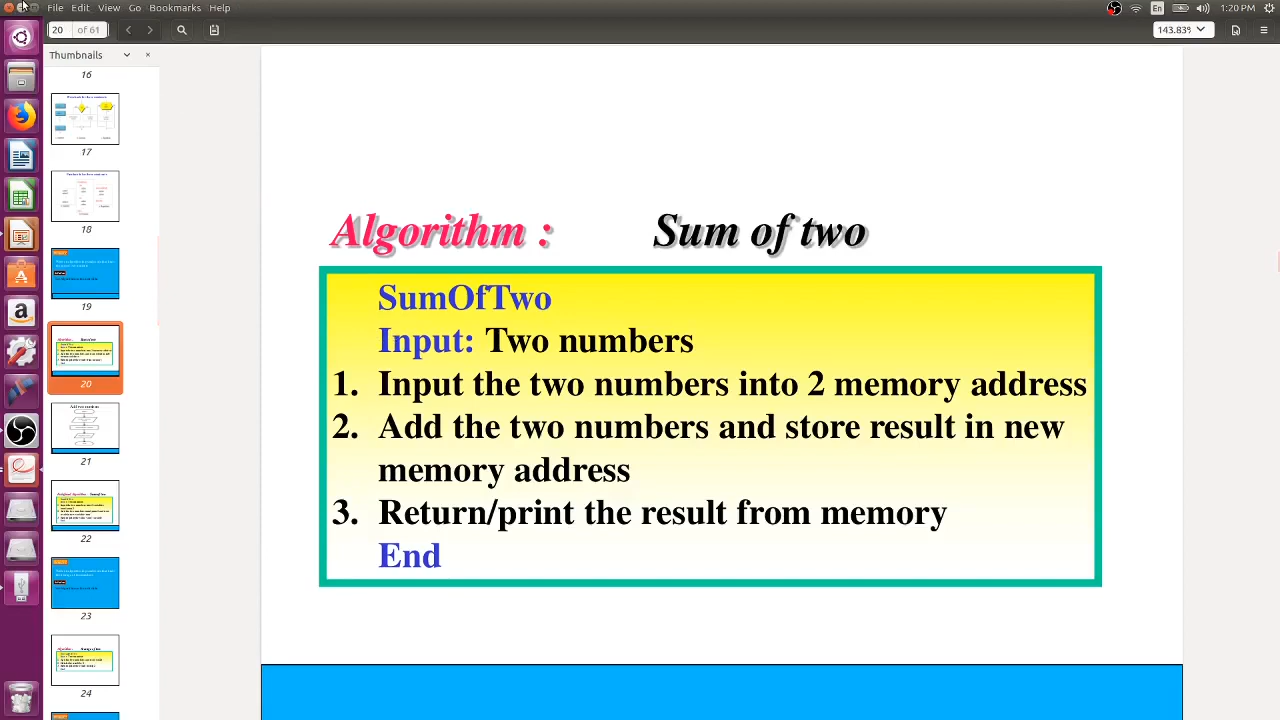 File Edit View Go Bookmarks Help
En
1:20 PM
20 of 61
143.83%
Thumbnails
16
17
18
19
20
21
22
23
24
Algorithm : Sum of two
SumOfTwo
Input: Two numbers
1. Input the two numbers into 2 memory address
2. Add the two numbers and store result in new
memory address
3. Return/print the result from memory
End